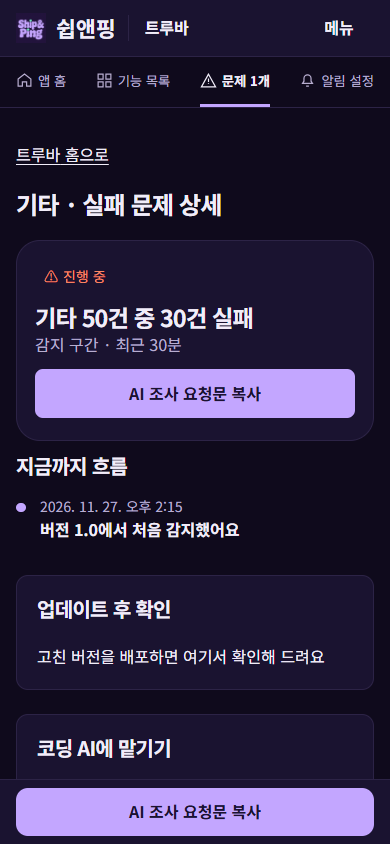 Ship&
Ping
쉽앤핑
트루바
메뉴
앱 홈
기능 목록
문제 1개
알림 설정
트루바 홈으로
기타 · 실패 문제 상세
진행 중
기타 50건 중 30건 실패
감지 구간 · 최근 30분
AI 조사 요청문 복사
지금까지 흐름
2026. 11. 27. 오후 2:15
버전 1.0에서 처음 감지했어요
업데이트 후 확인
고친 버전을 배포하면 여기서 확인해 드려요
코딩 AI에 맡기기
AI 조사 요청문 복사